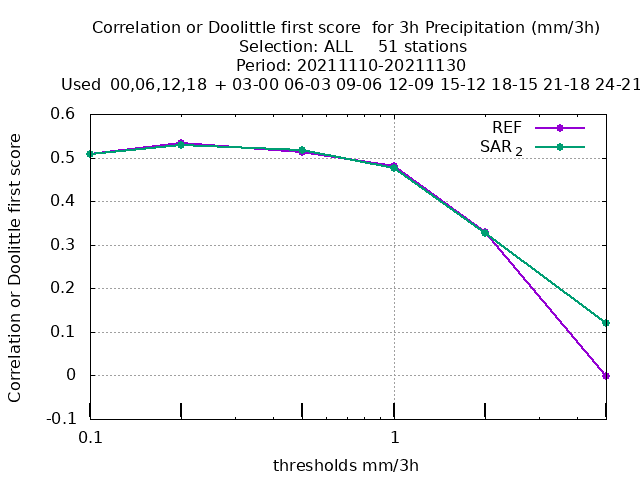 Correlation or Doolittle first score  for 3h Precipitation (mm/3h)
Selection: ALL     51 stations
Period: 20211110-20211130
Used  00,06,12,18  + 03-00 06-03 09-06 12-09 15-12 18-15 21-18 24-21
REF
SAR 2
Correlation or Doolittle first score
0.6
0.5
0.4
0.3
0.2
0.1
0
-0.1
0.1
1
thresholds mm/3h